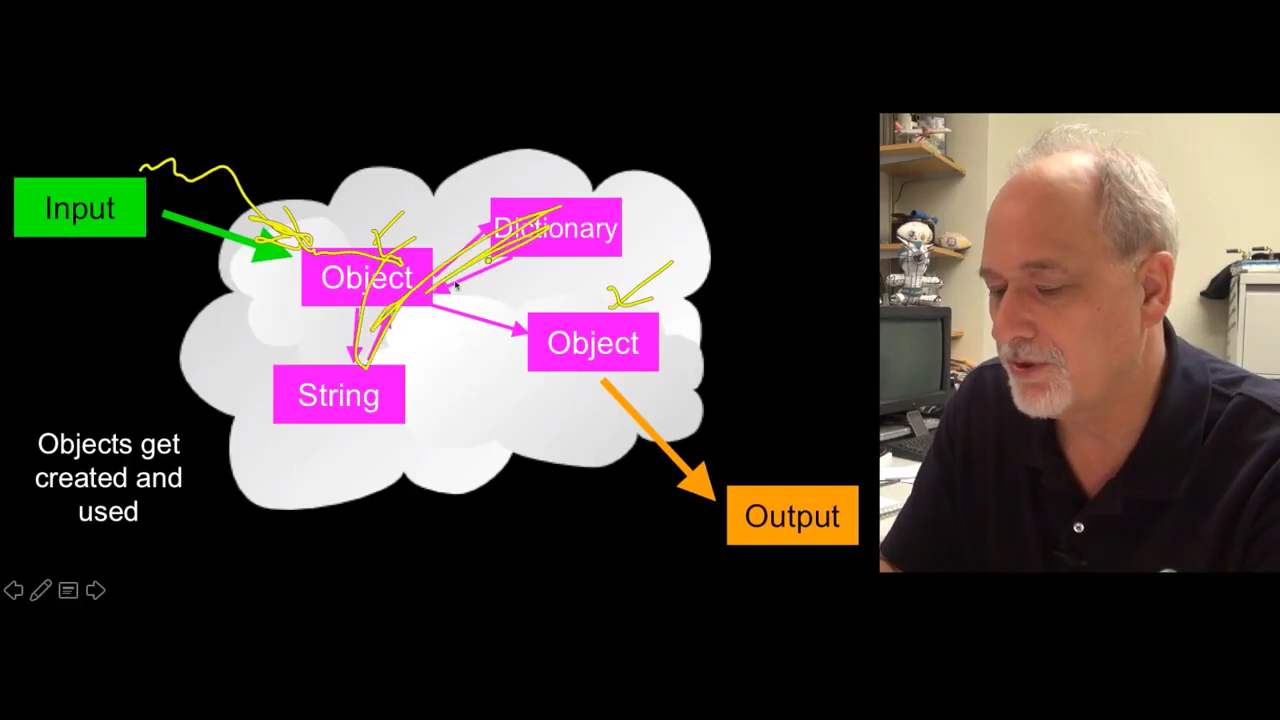 Input
Dictionary
Object
Object
String
Objects get
created and
used
Output